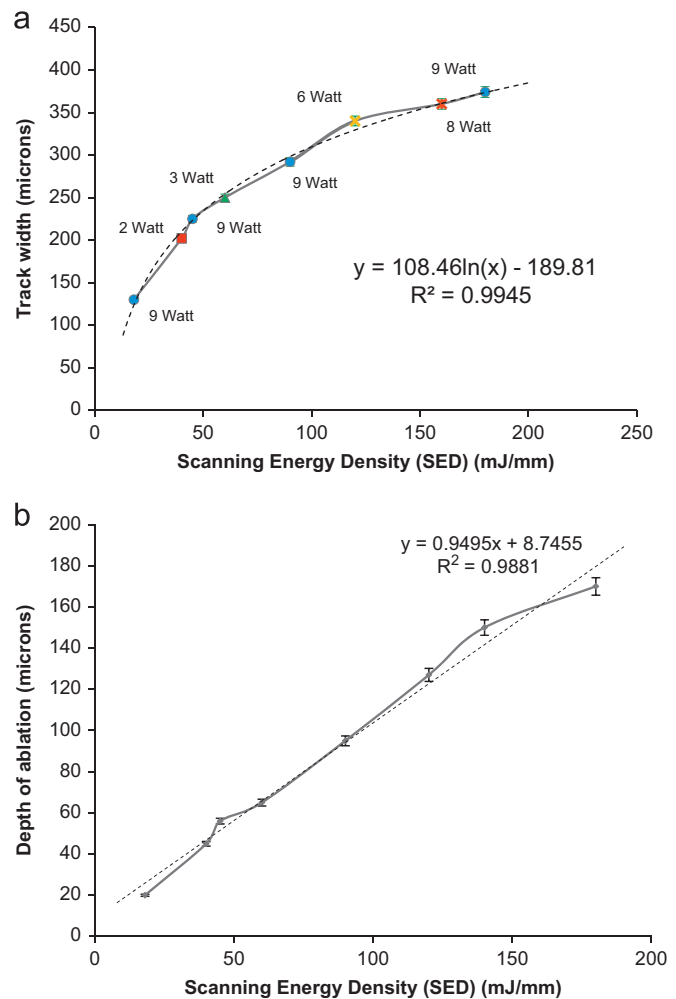 a
450
400
350
300
250
200
150
100
50
0
Track width (microns)
9 Watt
6 Watt
8 Watt
3 Watt
9 Watt
2 Watt
9 Watt
9 Watt
y = 108.46ln(x) - 189.81
R² = 0.9945
0 50 100 150 200 250
Scanning Energy Density (SED) (mJ/mm)
b
200
180
160
140
120
100
80
60
40
20
0
Depth of ablation (microns)
y = 0.9495x + 8.7455
R² = 0.9881
0 50 100 150 200
Scanning Energy Density (SED) (mJ/mm)